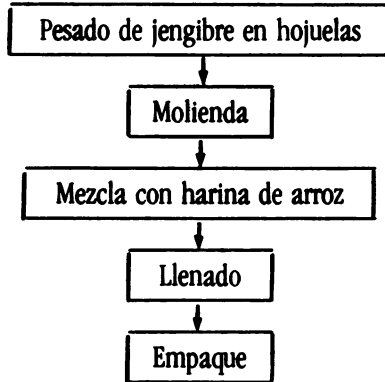 Pesado de jengibre en hojuelas
Molienda
Mezcla con harina de arroz
Llenado
Empaque